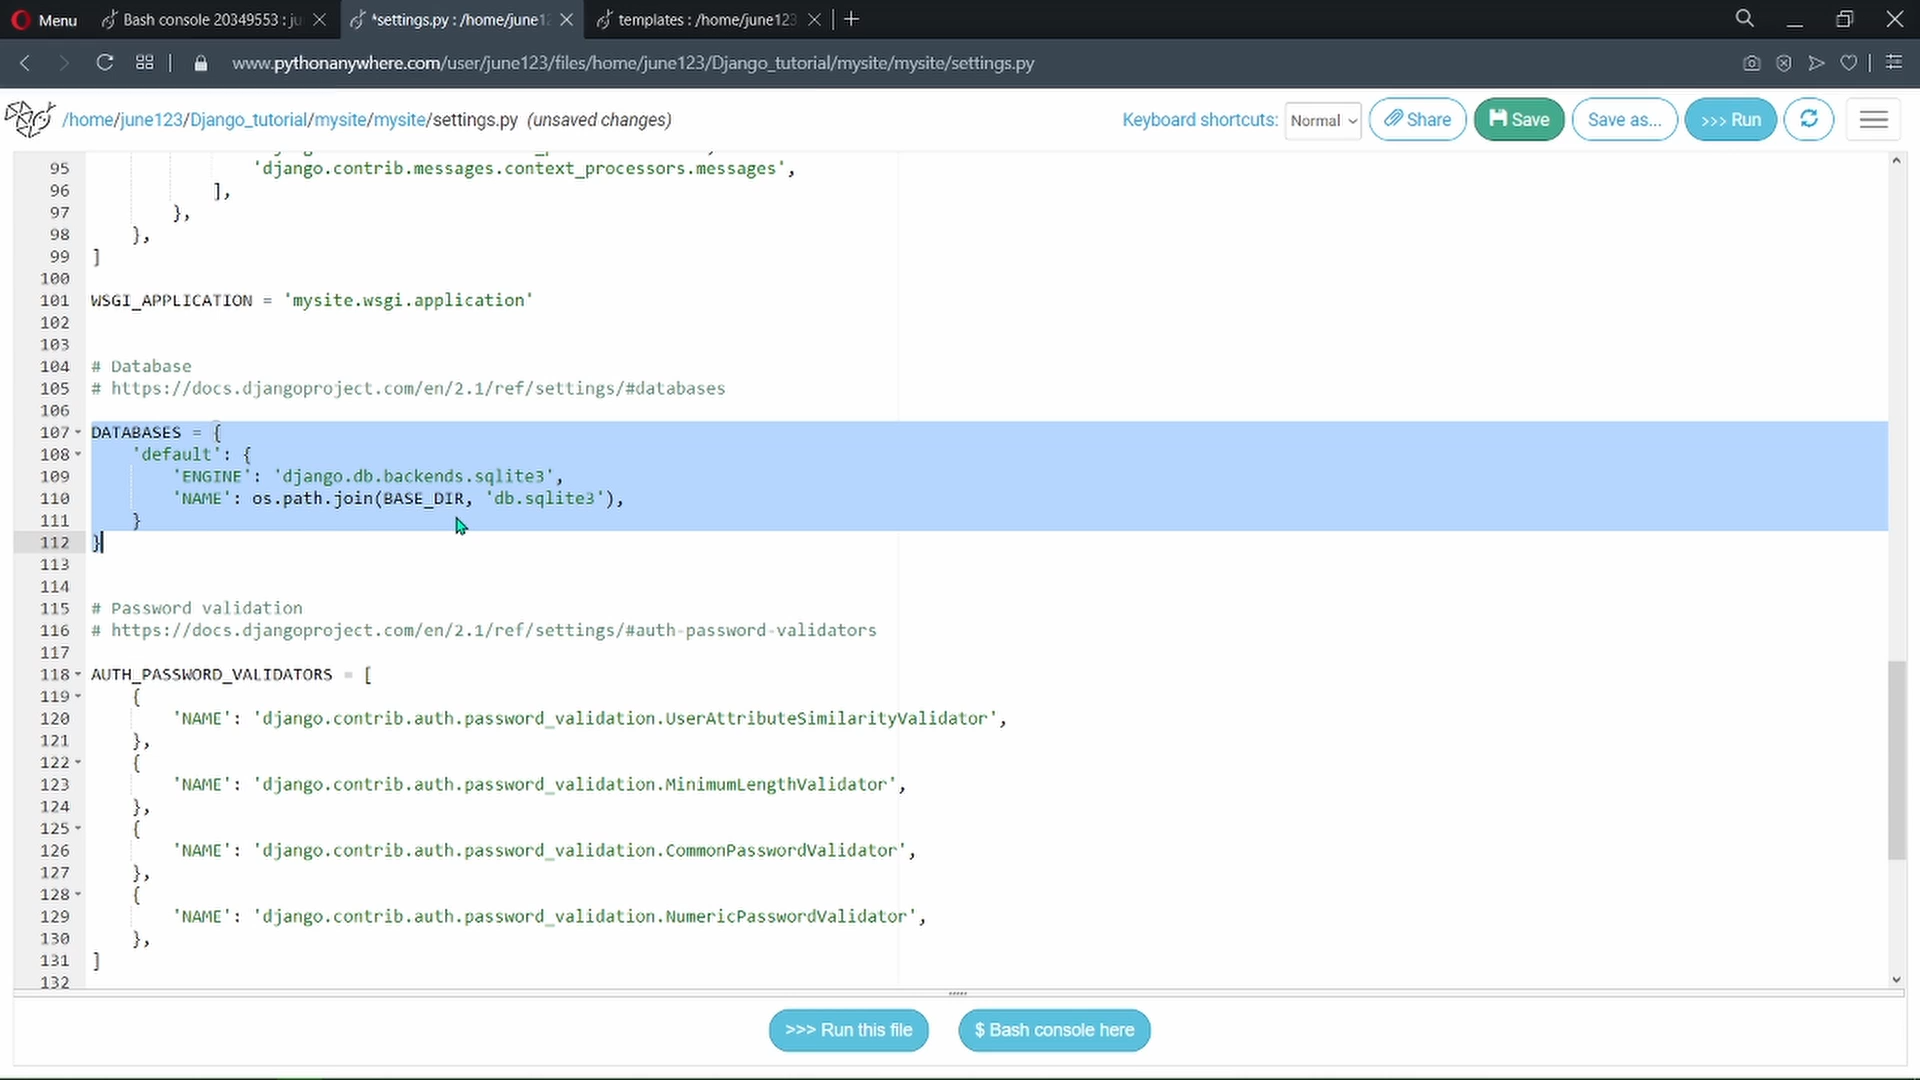 Menu
Bash console 20349553 : ju
*settings.py : /home/june12
templates : /home/june123
www.pythonanywhere.com/user/june123/files/home/june123/Django_tutorial/mysite/mysite/settings.py
/home/june123/Django_tutorial/mysite/mysite/settings.py (unsaved changes)
Keyboard shortcuts: Normal Share Save Save as... >>> Run
95 'django.contrib.messages.context_processors.messages',
96 ],
97 },
98 },
99 ]
100
101 WSGI_APPLICATION = 'mysite.wsgi.application'
102
103
104 # Database
105 # https://docs.djangoproject.com/en/2.1/ref/settings/#databases
106
107 DATABASES = {
108 'default': {
109 'ENGINE': 'django.db.backends.sqlite3',
110 'NAME': os.path.join(BASE_DIR, 'db.sqlite3'),
111 }
112 }
113
114
115 # Password validation
116 # https://docs.djangoproject.com/en/2.1/ref/settings/#auth-password-validators
117
118 AUTH_PASSWORD_VALIDATORS = [
119 {
120 'NAME': 'django.contrib.auth.password_validation.UserAttributeSimilarityValidator',
121 },
122 {
123 'NAME': 'django.contrib.auth.password_validation.MinimumLengthValidator',
124 },
125 {
126 'NAME': 'django.contrib.auth.password_validation.CommonPasswordValidator',
127 },
128 {
129 'NAME': 'django.contrib.auth.password_validation.NumericPasswordValidator',
130 },
131 ]
132
>>> Run this file
$ Bash console here